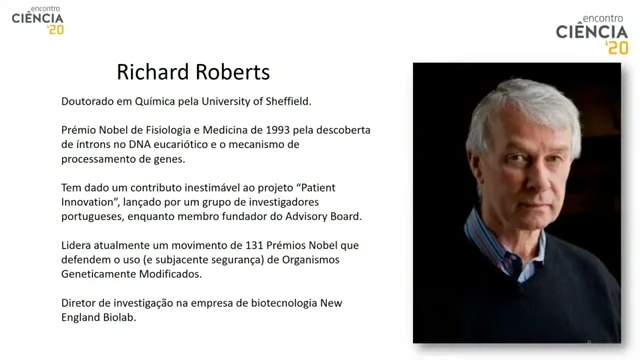 encontro
CIÊNCIA
'20
encontro
CIÊNCIA
'20
Richard Roberts
Doutorado em Química pela University of Sheffield.
Prémio Nobel de Fisiologia e Medicina de 1993 pela descoberta
de íntrons no DNA eucariótico e o mecanismo de
processamento de genes.
Tem dado um contributo inestimável ao projeto “Patient
Innovation”, lançado por um grupo de investigadores
portugueses, enquanto membro fundador do Advisory Board.
Lidera atualmente um movimento de 131 Prémios Nobel que
defendem o uso (e subjacente segurança) de Organismos
Geneticamente Modificados.
Diretor de investigação na empresa de biotecnologia New
England Biolab.